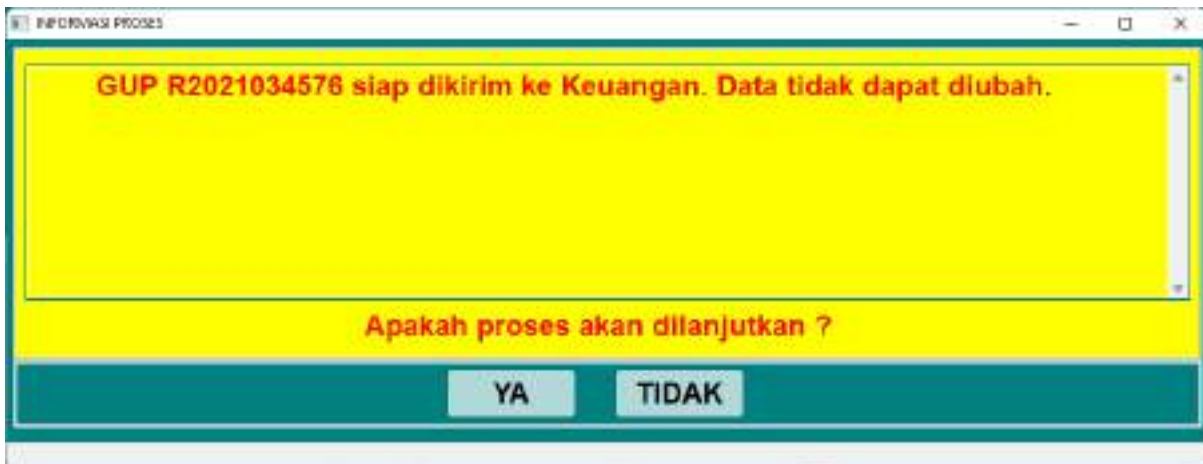 INFORMASI PROSES
GUP R2021034576 siap dikirim ke Keuangan. Data tidak dapat diubah.
Apakah proses akan dilanjutkan ?
YA
TIDAK